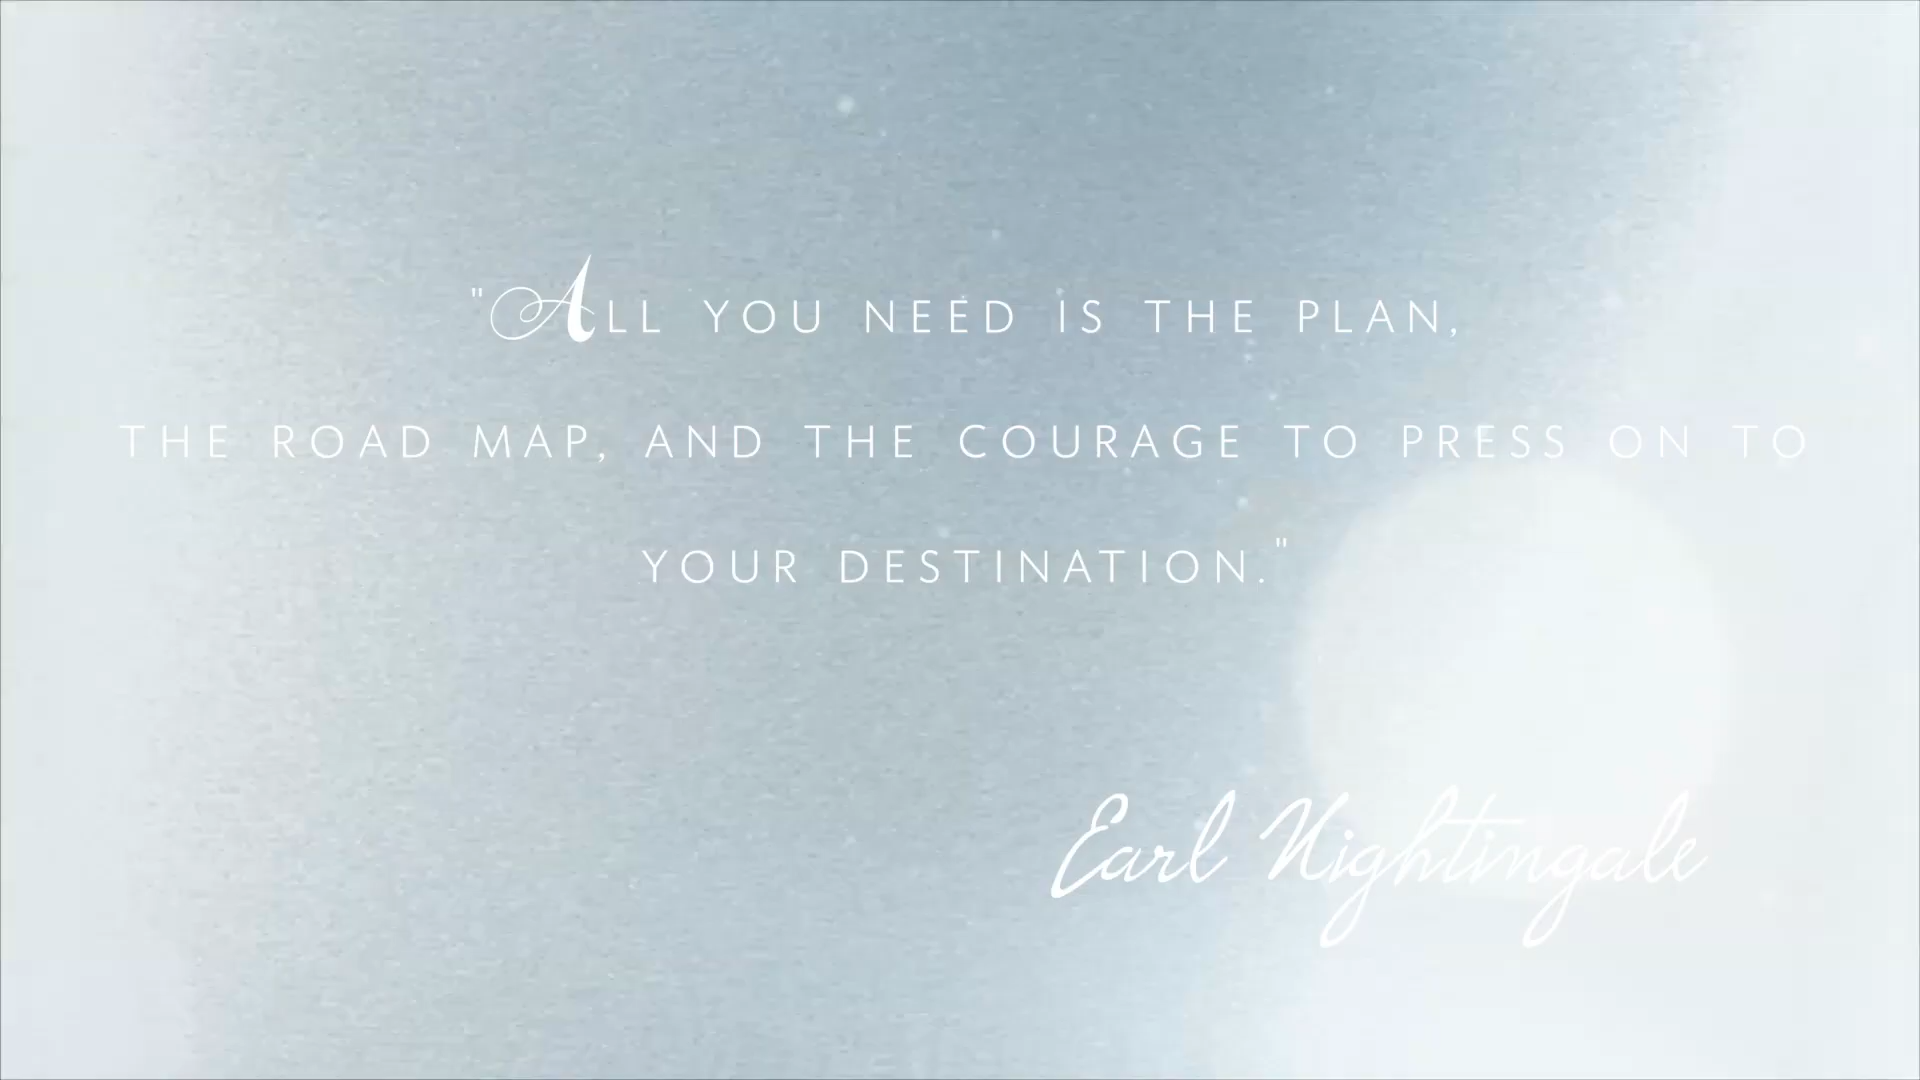 "ALL YOU NEED IS THE PLAN,
THE ROAD MAP, AND THE COURAGE TO PRESS ON TO
YOUR DESTINATION."
Earl Nightingale